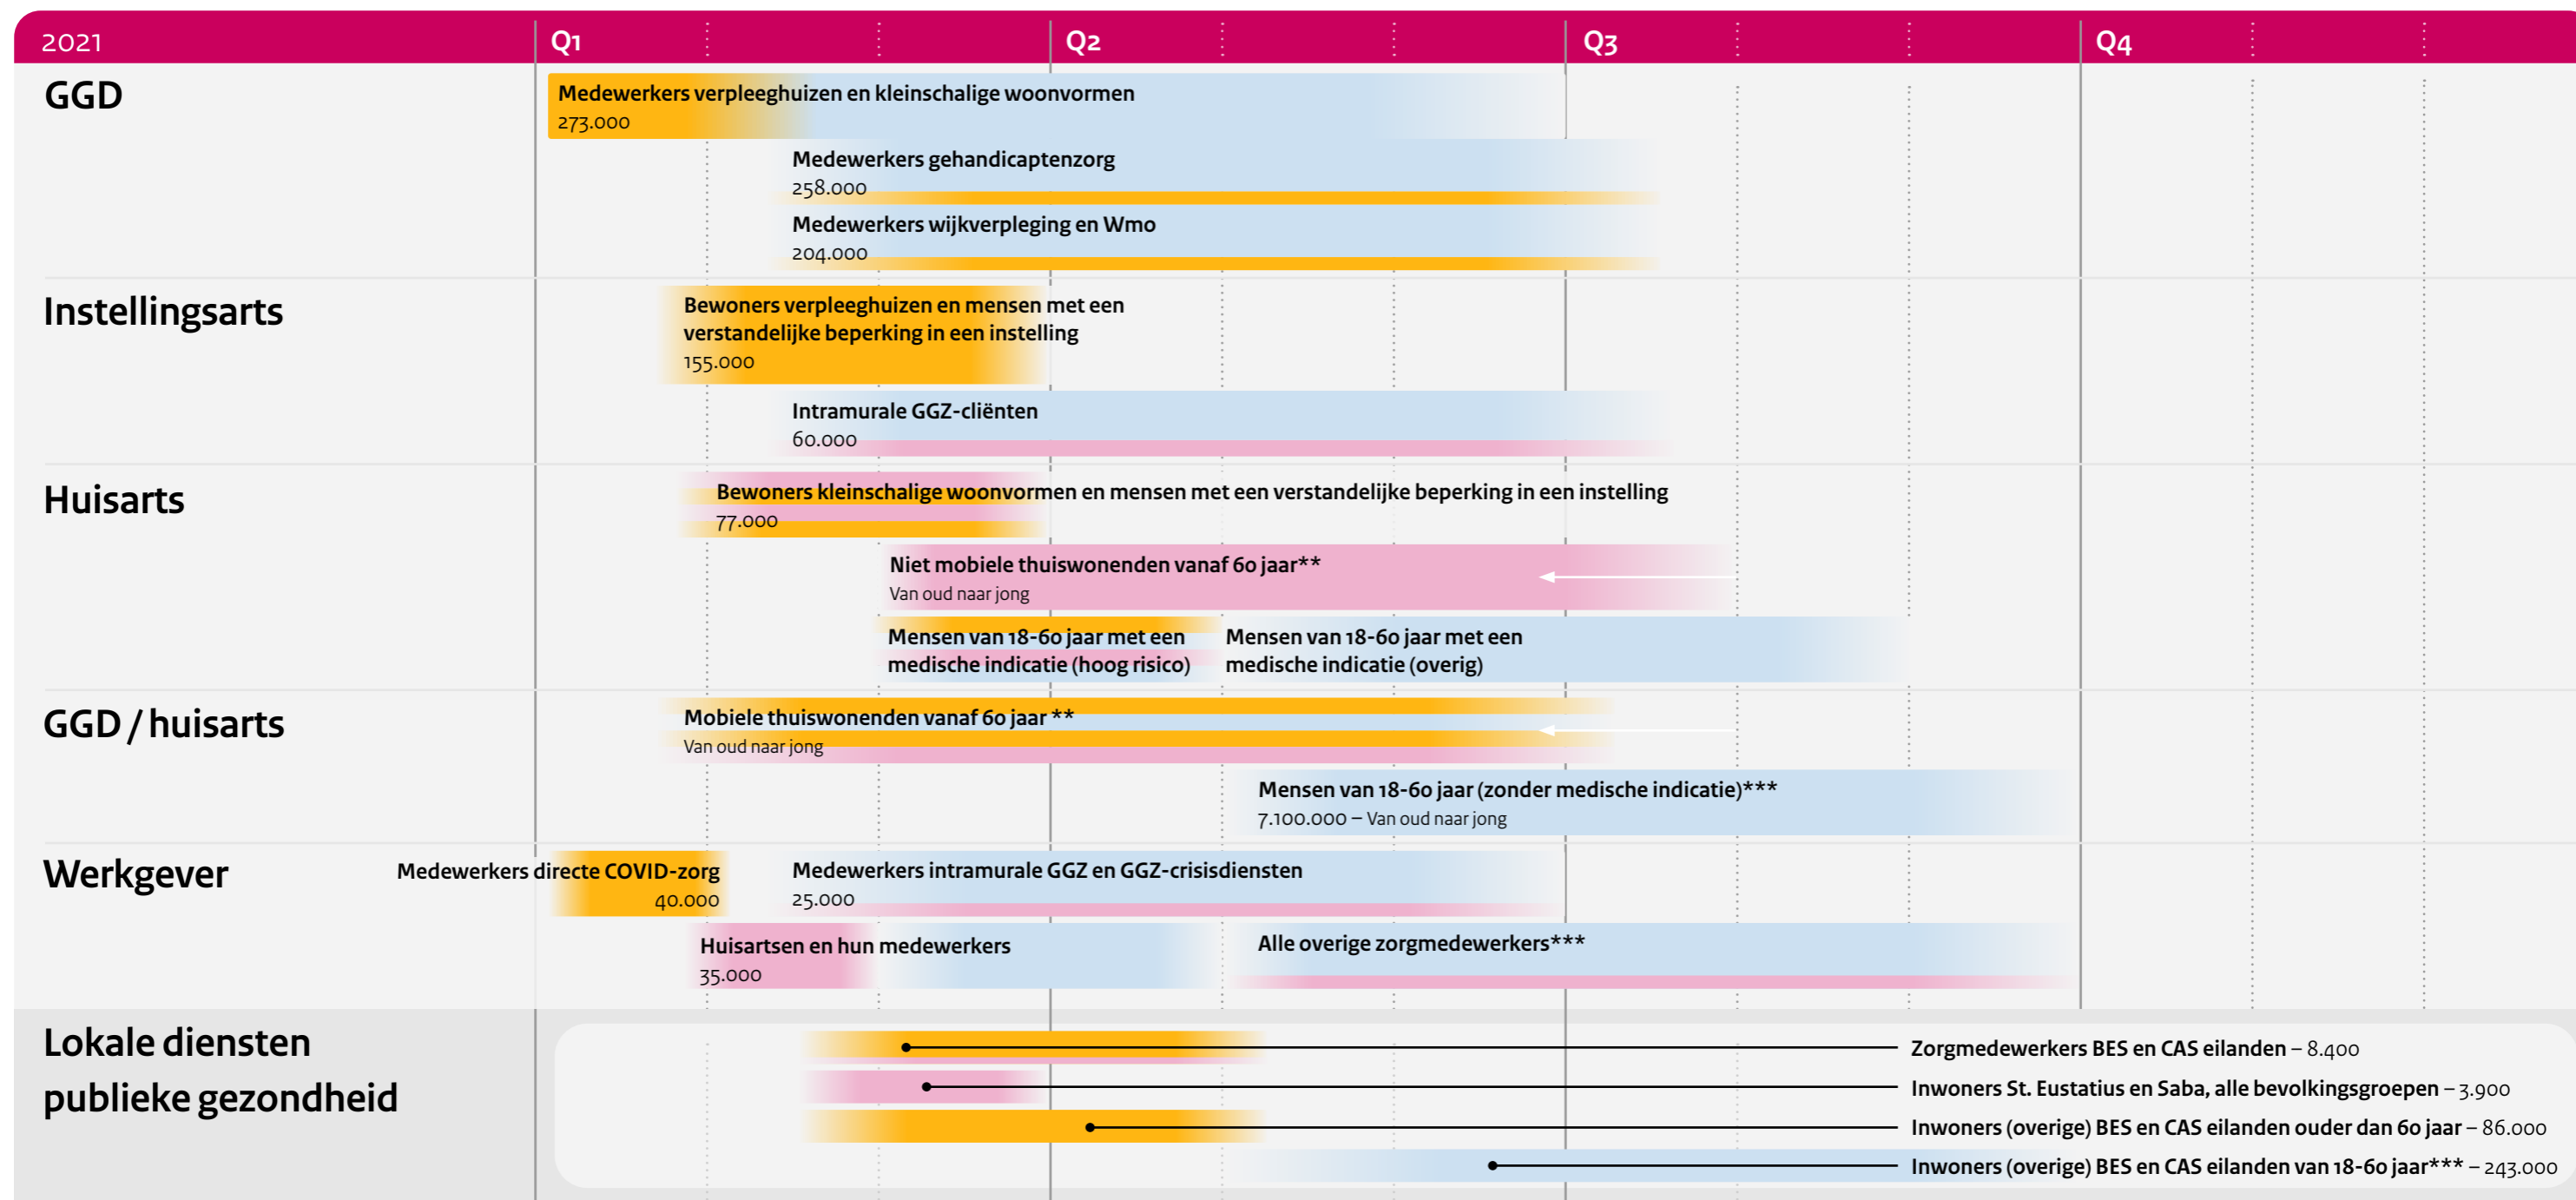 2021 Q1 Q2 Q3 Q4
GGD
Medewerkers verpleeghuizen en kleinschalige woonvormen
273.000
Medewerkers gehandicaptenzorg
258.000
Medewerkers wijkverpleging en Wmo
204.000
Instellingsarts
Bewoners verpleeghuizen en mensen met een
verstandelijke beperking in een instelling
155.000
Intramurale GGZ-cliënten
60.000
Huisarts
Bewoners kleinschalige woonvormen en mensen met een verstandelijke beperking in een instelling
77.000
Niet mobiele thuiswonenden vanaf 60 jaar**
Van oud naar jong
Mensen van 18-60 jaar met een
medische indicatie (hoog risico)
Mensen van 18-60 jaar met een
medische indicatie (overig)
GGD / huisarts
Mobiele thuiswonenden vanaf 60 jaar **
Van oud naar jong
Mensen van 18-60 jaar (zonder medische indicatie)***
7.100.000 – Van oud naar jong
Werkgever
Medewerkers directe COVID-zorg
40.000
Medewerkers intramurale GGZ en GGZ-crisisdiensten
25.000
Huisartsen en hun medewerkers
35.000
Alle overige zorgmedewerkers***
Lokale diensten
publieke gezondheid
Zorgmedewerkers BES en CAS eilanden – 8.400
Inwoners St. Eustatius en Saba, alle bevolkingsgroepen – 3.900
Inwoners (overige) BES en CAS eilanden ouder dan 60 jaar – 86.000
Inwoners (overige) BES en CAS eilanden van 18-60 jaar*** – 243.000